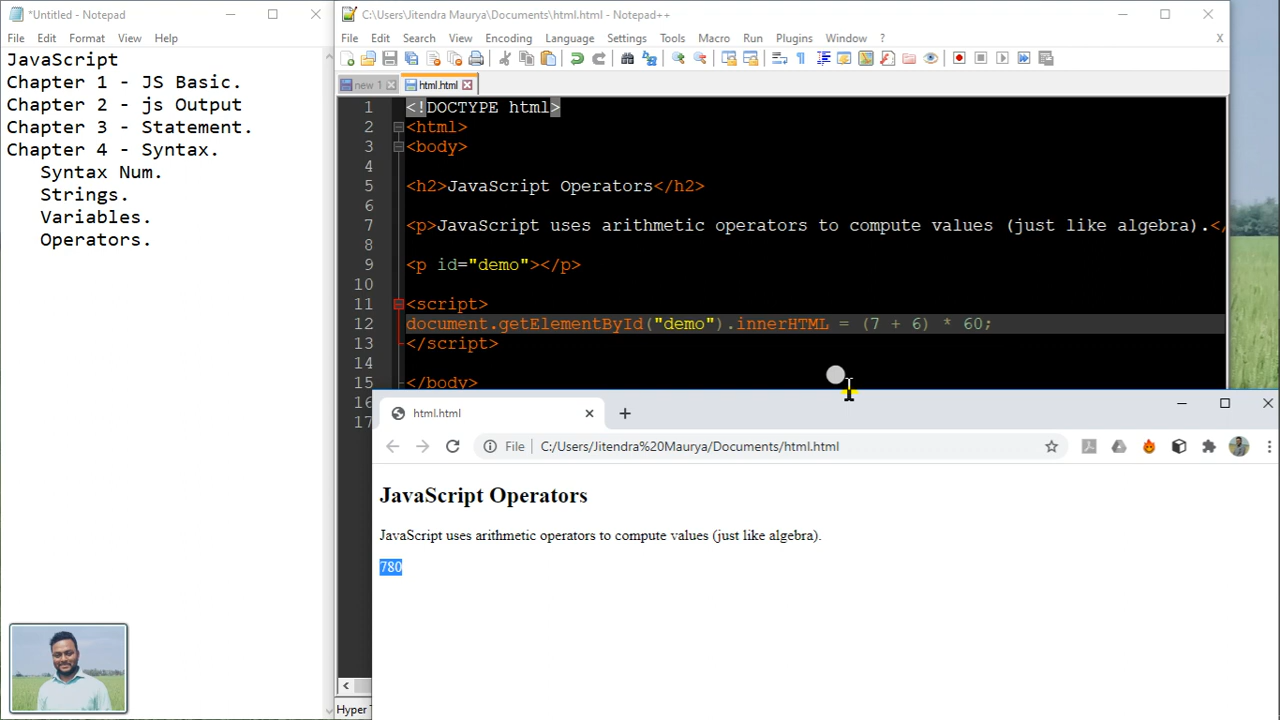 *Untitled - Notepad
File Edit Format View Help
JavaScript
Chapter 1 - JS Basic.
Chapter 2 - js Output
Chapter 3 - Statement.
Chapter 4 - Syntax.
Syntax Num.
Strings.
Variables.
Operators.
C:\Users\Jitendra Maurya\Documents\html.html - Notepad++
File Edit Search View Encoding Language Settings Tools Macro Run Plugins Window ? X
new 1 html.html
1 <!DOCTYPE html>
2 <html>
3 <body>
4
5 <h2>JavaScript Operators</h2>
6
7 <p>JavaScript uses arithmetic operators to compute values (just like algebra).</
8
9 <p id="demo"></p>
10
11 <script>
12 document.getElementById("demo").innerHTML = (7 + 6) * 60;
13 </script>
14
15 </body>
16
17
Hyper T
html.html
File C:/Users/Jitendra%20Maurya/Documents/html.html
JavaScript Operators
JavaScript uses arithmetic operators to compute values (just like algebra).
780